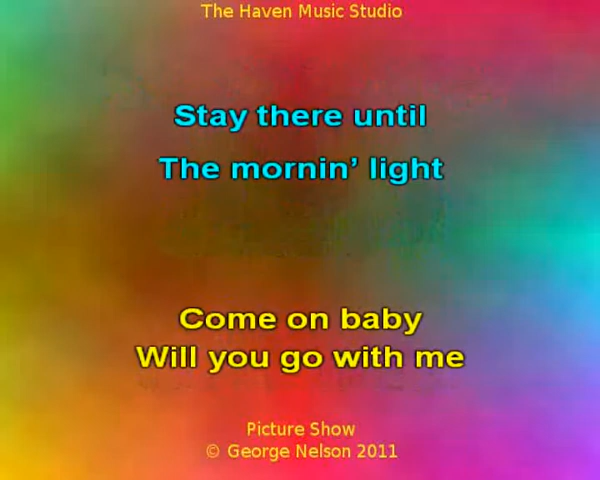 The Haven Music Studio
Stay there until
The mornin’ light
Come on baby
Will you go with me
Picture Show
© George Nelson 2011